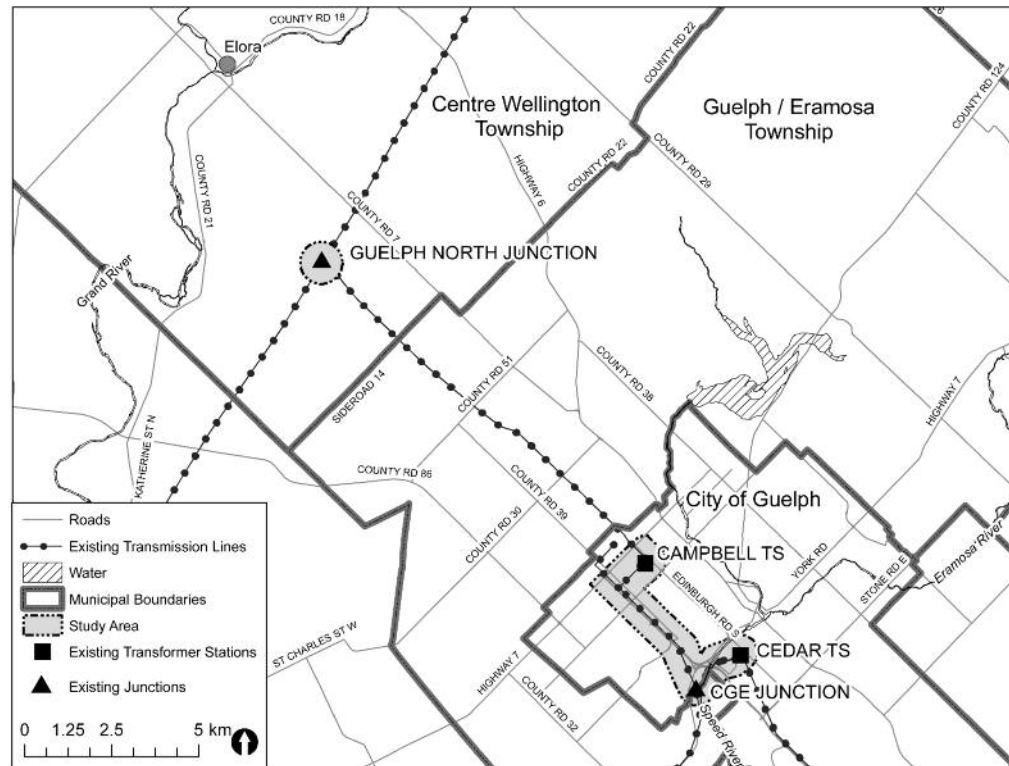 COUNTY RD 18
Elora
COUNTY RD 22
COUNTY RD 124
Centre Wellington
Township
Guelph / Eramosa
Township
COUNTY RD 21
HIGHWAY 6
COUNTY RD 22
COUNTY RD 29
COUNTY RD 7
GUELPH NORTH JUNCTION
Grand River
SIDEROAD 14
COUNTY RD 51
COUNTY RD 38
HIGHWAY 7
KATHERINE ST N
COUNTY RD 86
COUNTY RD 39
COUNTY RD 30
City of Guelph
CAMPBELL TS
YORK RD
STONE RD E
Eramosa River
EDINBURGH RD S
CEDAR TS
CGE JUNCTION
Speed River
ST CHARLES ST W
HIGHWAY 7
COUNTY RD 32
Roads
Existing Transmission Lines
Water
Municipal Boundaries
Study Area
Existing Transformer Stations
Existing Junctions
0 1.25 2.5 5 km